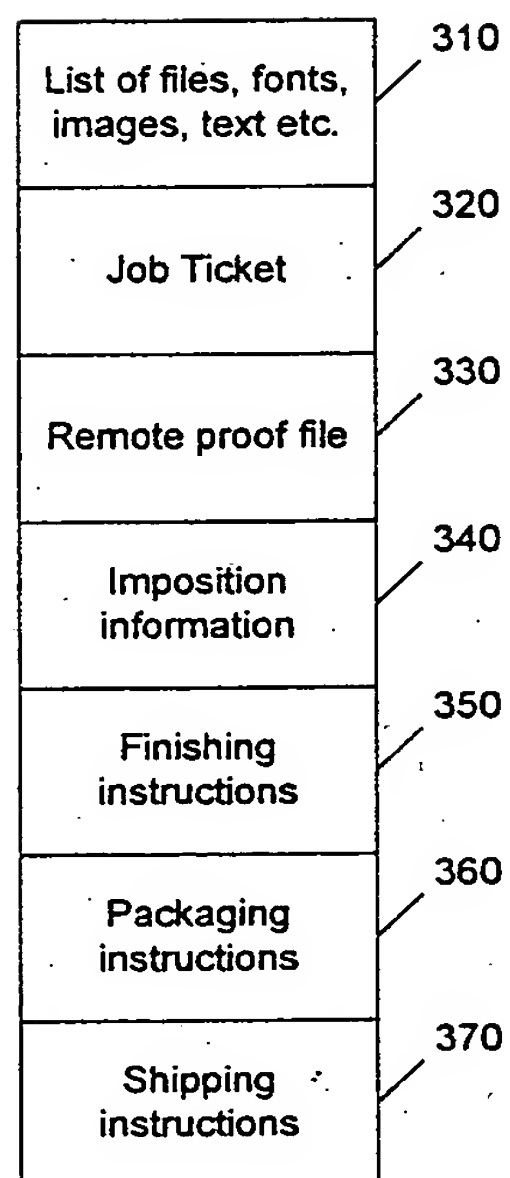 310
List of files, fonts,
images, text etc.
320
Job Ticket
330
Remote proof file
340
Imposition
information
350
Finishing
instructions
360
Packaging
instructions
370
Shipping
instructions